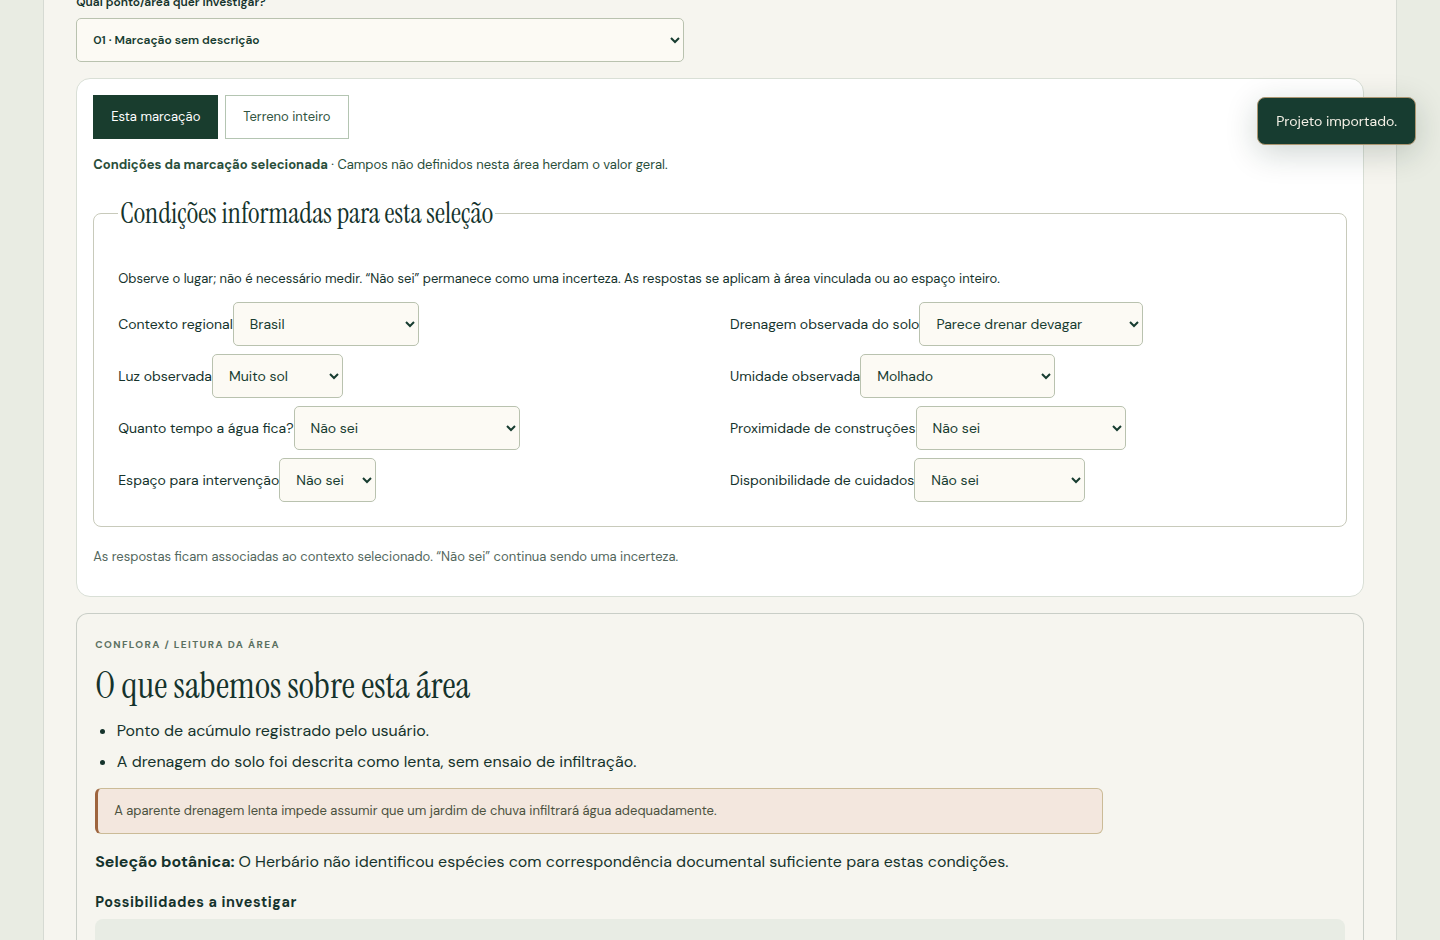 Qual ponto/área quer investigar?
01 · Marcação sem descrição
Esta marcação
Terreno inteiro
Projeto importado.
Condições da marcação selecionada · Campos não definidos nesta área herdam o valor geral.
Condições informadas para esta seleção
Observe o lugar; não é necessário medir. “Não sei” permanece como uma incerteza. As respostas se aplicam à área vinculada ou ao espaço inteiro.
Contexto regional Brasil
Drenagem observada do solo Parece drenar devagar
Luz observada Muito sol
Umidade observada Molhado
Quanto tempo a água fica? Não sei
Proximidade de construções Não sei
Espaço para intervenção Não sei
Disponibilidade de cuidados Não sei
As respostas ficam associadas ao contexto selecionado. “Não sei” continua sendo uma incerteza.
CONFLORA / LEITURA DA ÁREA
O que sabemos sobre esta área
• Ponto de acúmulo registrado pelo usuário.
• A drenagem do solo foi descrita como lenta, sem ensaio de infiltração.
A aparente drenagem lenta impede assumir que um jardim de chuva infiltrará água adequadamente.
Seleção botânica: O Herbário não identificou espécies com correspondência documental suficiente para estas condições.
Possibilidades a investigar